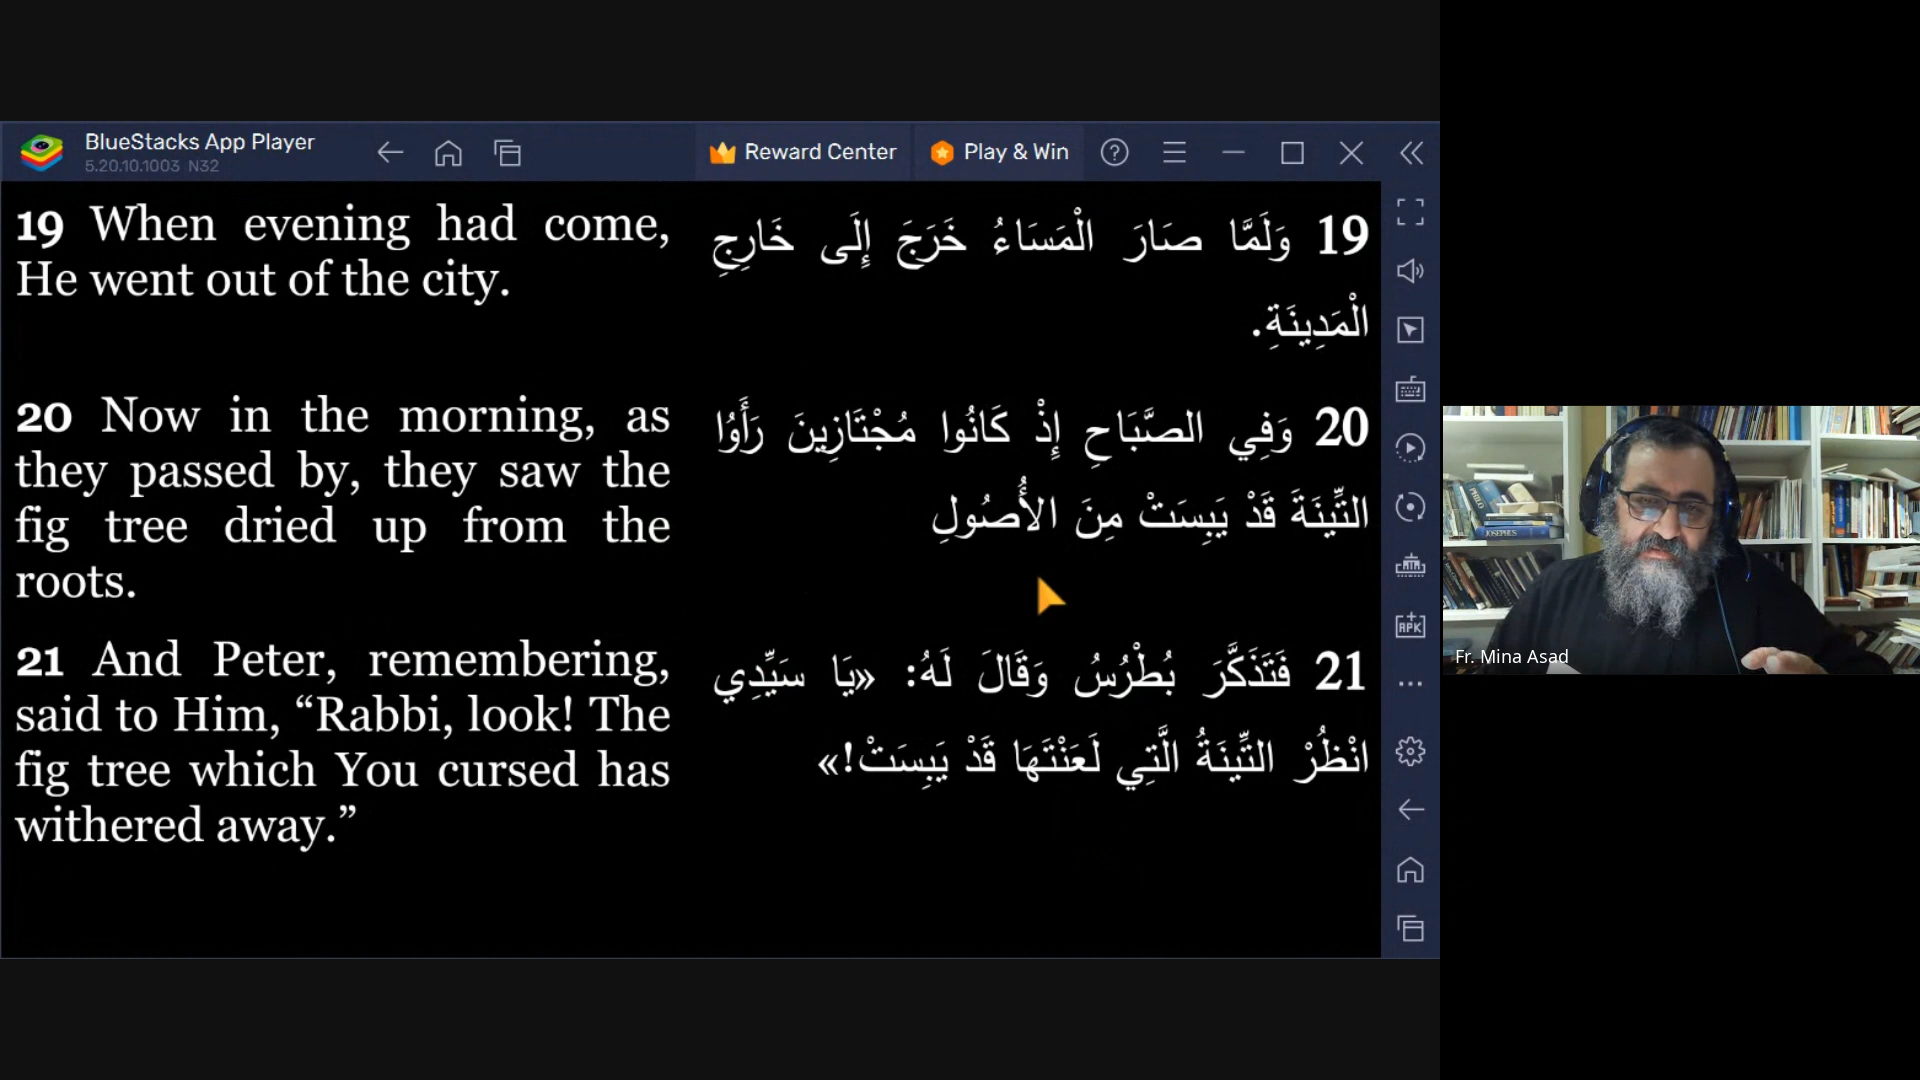 BlueStacks App Player
5.20.10.1003 N32
Reward Center
Play & Win
19 When evening had come,
He went out of the city.
20 Now in the morning, as
they passed by, they saw the
fig tree dried up from the
roots.
21 And Peter, remembering,
said to Him, “Rabbi, look! The
fig tree which You cursed has
withered away.”
19 وَلَمَّا صَارَ الْمَسَاءُ خَرَجَ إِلَى خَارِجِ
الْمَدِينَةِ.
20 وَفِي الصَّبَاحِ إِذْ كَانُوا مُجْتَازِينَ رَأَوُا
التِّينَةَ قَدْ يَبِسَتْ مِنَ الأُصُولِ
21 فَتَذَكَّرَ بُطْرُسُ وَقَالَ لَهُ: «يَا سَيِّدِي
انْظُرْ التِّينَةُ الَّتِي لَعَنْتَهَا قَدْ يَبِسَتْ!»
APK
PHILO
JOSEPHUS
Fr. Mina Asad